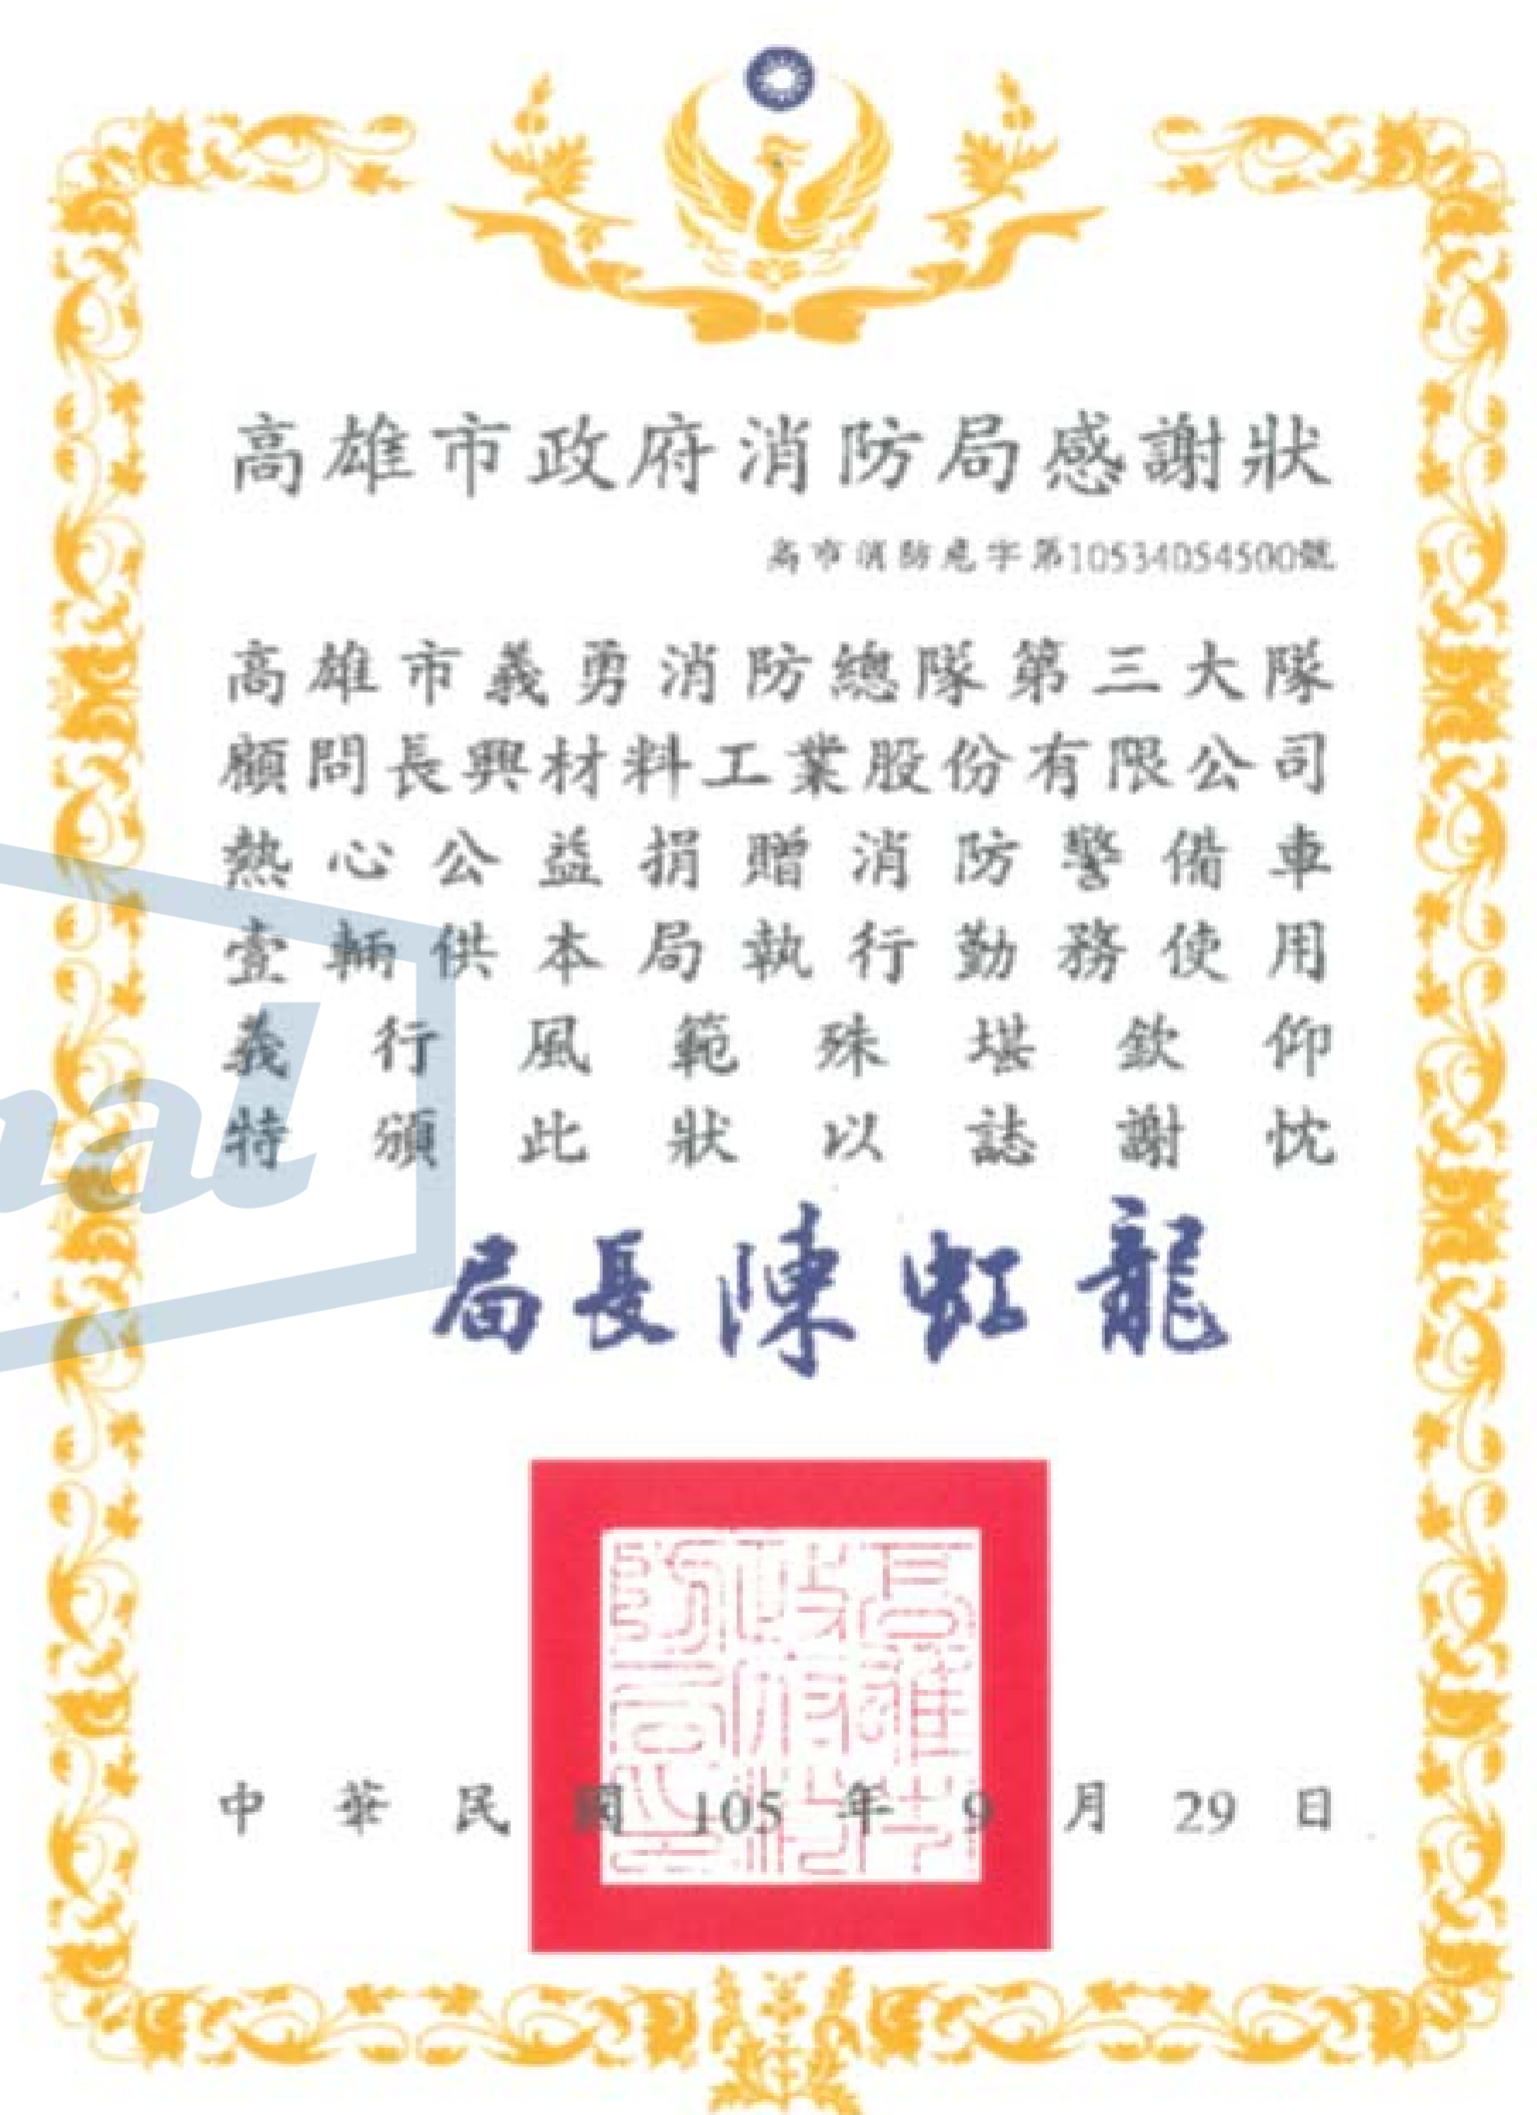 高雄市政府消防局感謝狀
高市消防危字第10534054500號
高雄市義勇消防總隊第三大隊
顧問長興材料工業股份有限公司
熱心公益捐贈消防警備車
壹輛供本局執行勤務使用
義行風範殊堪欽仰
特頒此狀以誌謝忱
局長陳虹龍
中華民國105年9月29日